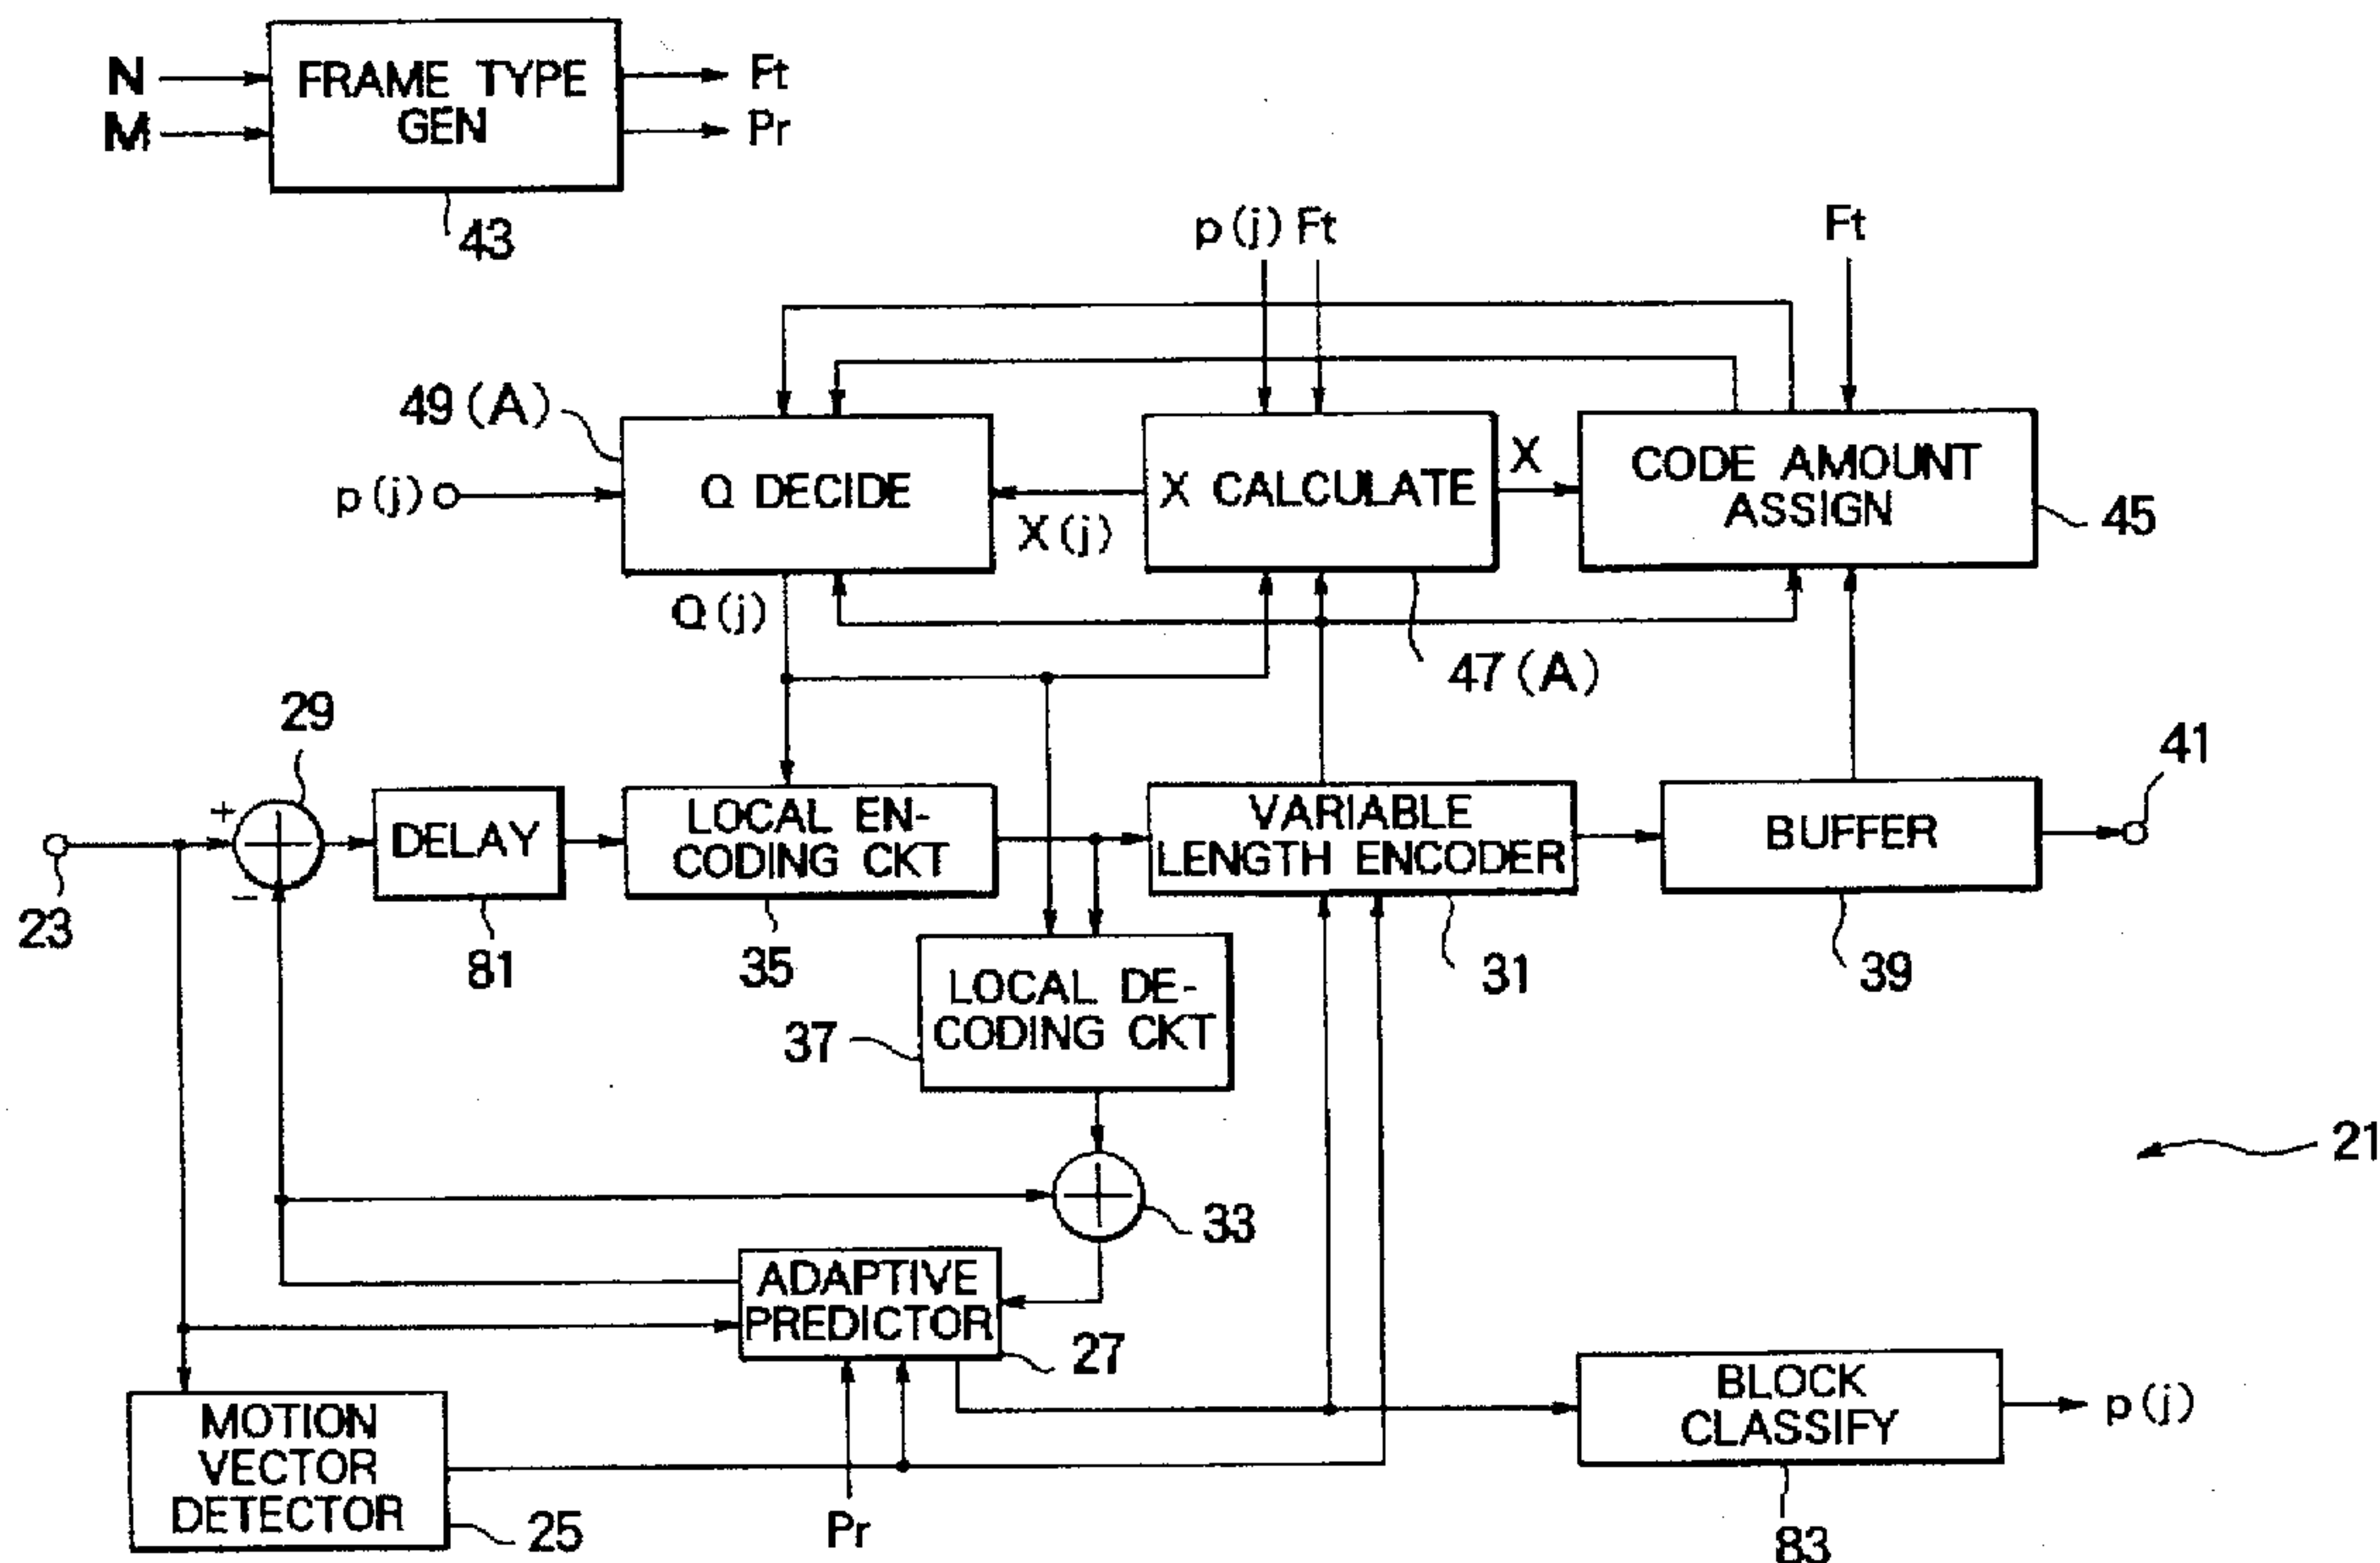 N
FRAME TYPE
GEN
Ft
M
Pr
43
p(j) Ft
Ft
49(A)
p(j)
Q DECIDE
X(j)
X CALCULATE
X
CODE AMOUNT
ASSIGN
45
Q(j)
47(A)
29
+
−
23
DELAY
81
LOCAL EN-
CODING CKT
35
VARIABLE
LENGTH ENCODER
31
BUFFER
39
41
LOCAL DE-
CODING CKT
37
21
33
ADAPTIVE
PREDICTOR
27
MOTION
VECTOR
DETECTOR
25
Pr
BLOCK
CLASSIFY
p(j)
83